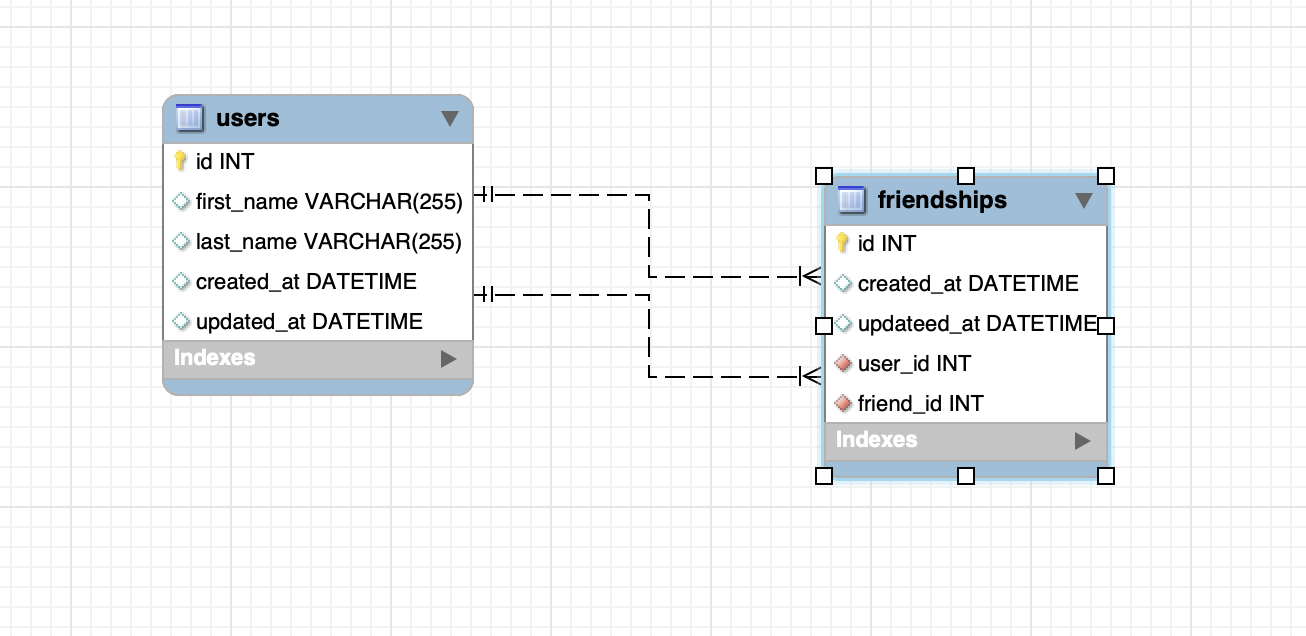 users
id INT
first_name VARCHAR(255)
last_name VARCHAR(255)
created_at DATETIME
updated_at DATETIME
Indexes
friendships
id INT
created_at DATETIME
updateed_at DATETIME
user_id INT
friend_id INT
Indexes